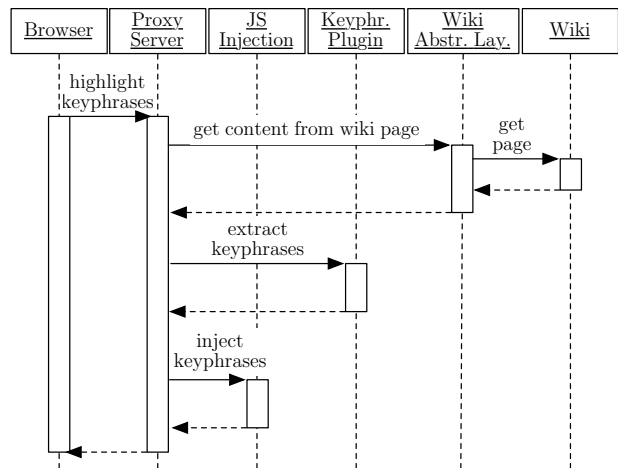 Browser
Proxy
Server
JS
Injection
Keyphr.
Plugin
Wiki
Abstr. Lay.
Wiki
highlight
keyphrases
get content from wiki page
get
page
extract
keyphrases
inject
keyphrases